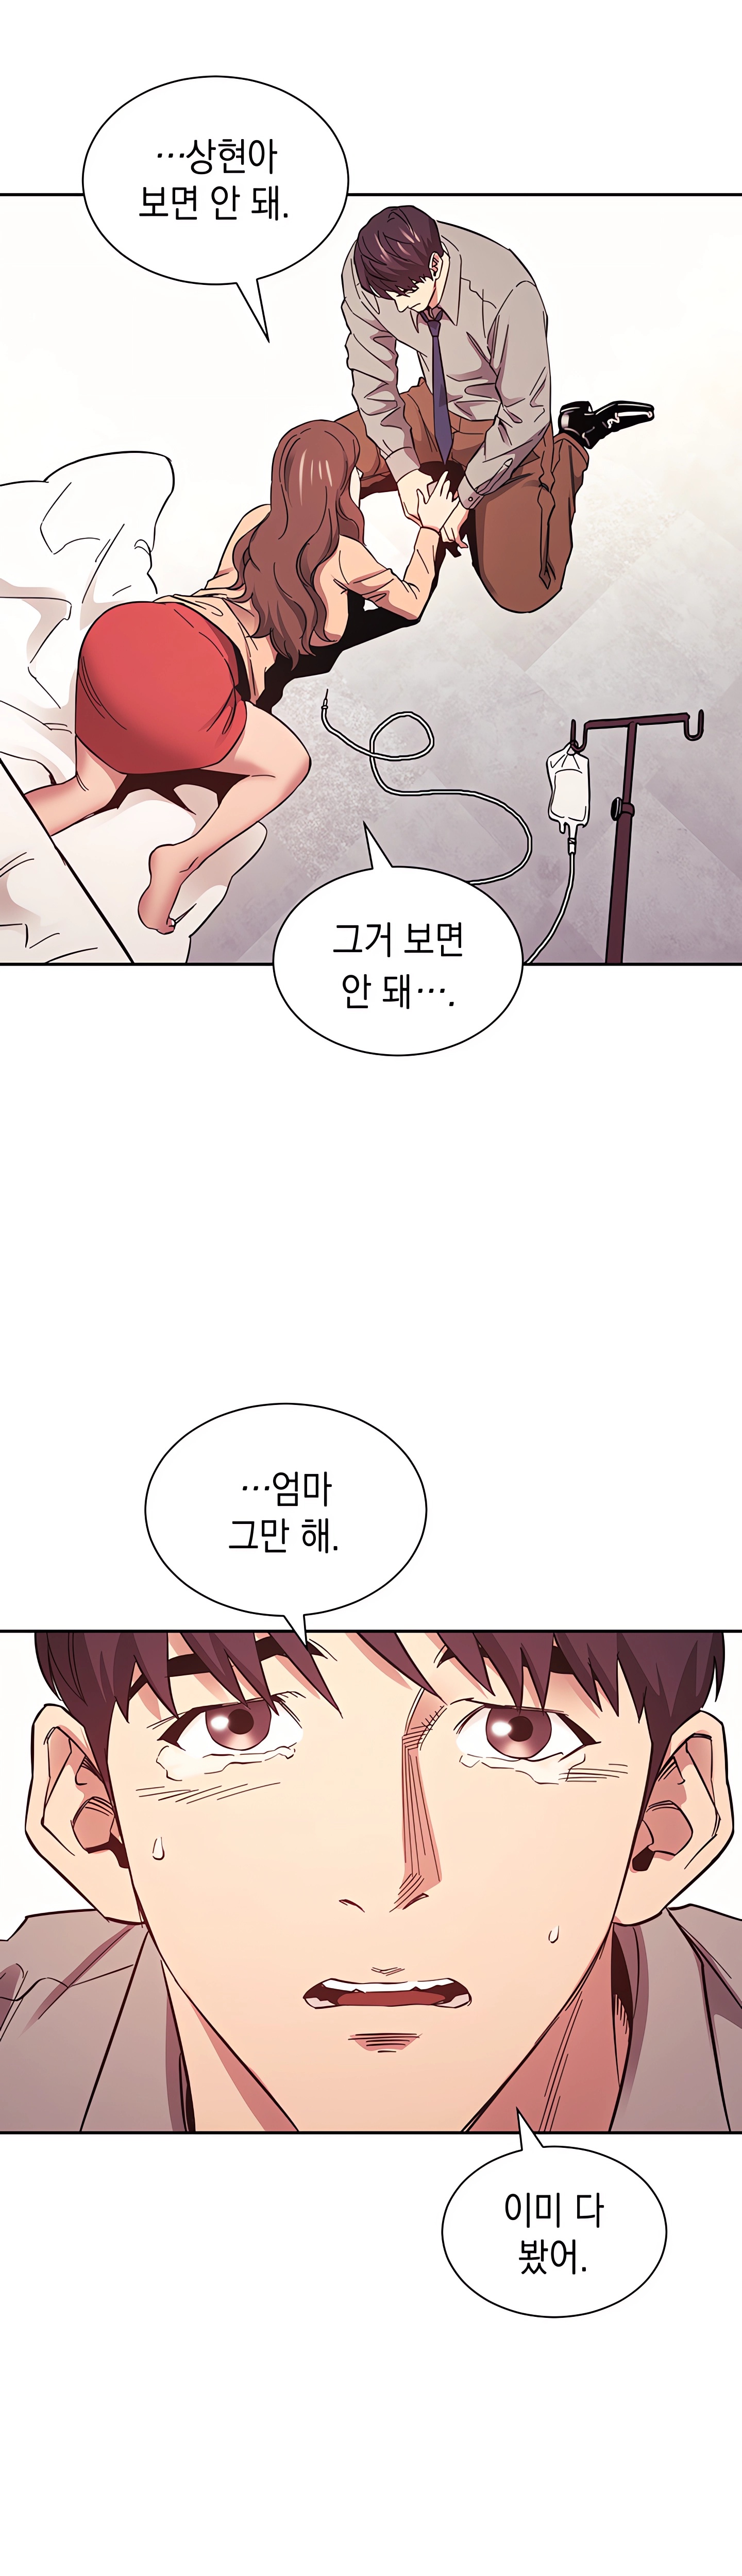 …상현아
보면 안 돼.
그거 보면
안 돼….
…엄마
그만 해.
이미 다
봤어.